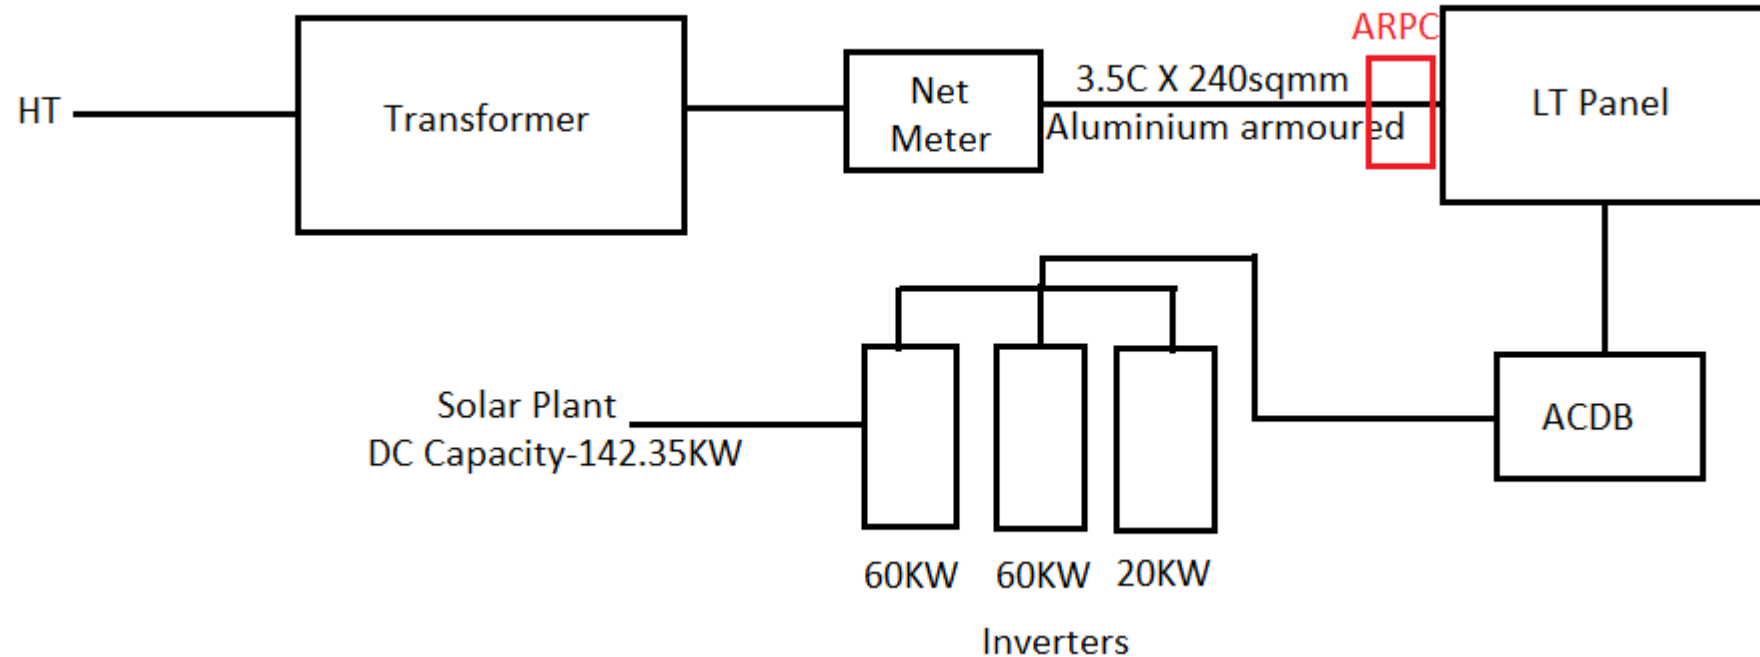 ARPC
HT
Transformer
Net
Meter
3.5C X 240sqmm
Aluminium armoured
LT Panel
Solar Plant
DC Capacity-142.35KW
ACDB
60KW
60KW
20KW
Inverters